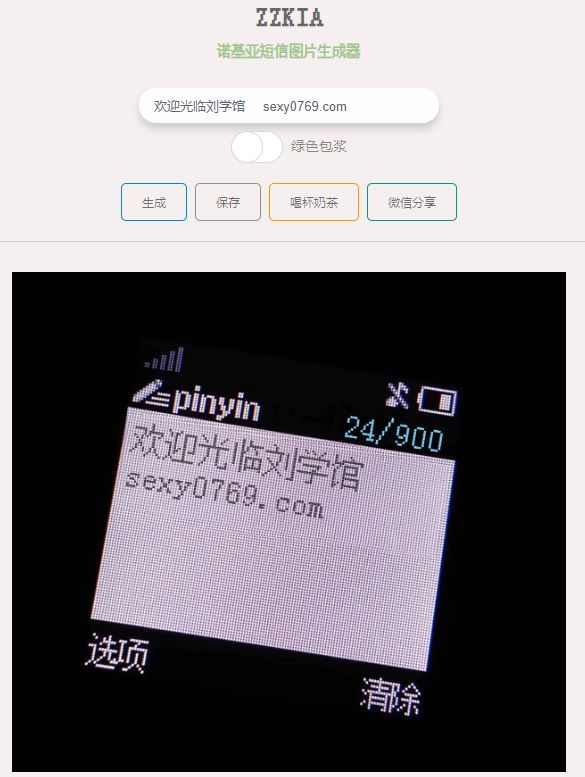 ZZKIA
诺基亚短信图片生成器
欢迎光临刘学馆 sexy0769.com
绿色包浆
生成 保存 喝杯奶茶 微信分享
pinyin
24/900
欢迎光临刘学馆
sexy0769.com
选项
清除